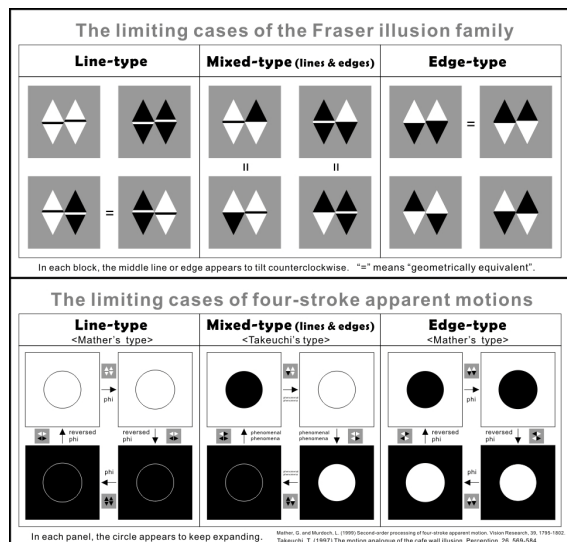 The limiting cases of the Fraser illusion family
Line-type
Mixed-type (lines & edges)
Edge-type
=
=
=
=
In each block, the middle line or edge appears to tilt counterclockwise. "=" means "geometrically equivalent".
The limiting cases of four-stroke apparent motions
Line-type
<Mather's type>
Mixed-type (lines & edges)
<Takeuchi's type>
Edge-type
<Mather's type>
phi
phi
reversed
phi
reversed
phi
phenomenal
phenomena
phenomenal
phenomena
reversed
phi
reversed
phi
phi
phi
In each panel, the circle appears to keep expanding.
Mather, G. and Murdoch, L. (1999) Second-order processing of four-stroke apparent motion. Vision Research, 39, 1795-1802.
Takeuchi, T. (1997) The motion analogue of the cafe wall illusion. Perception, 26, 569-584.